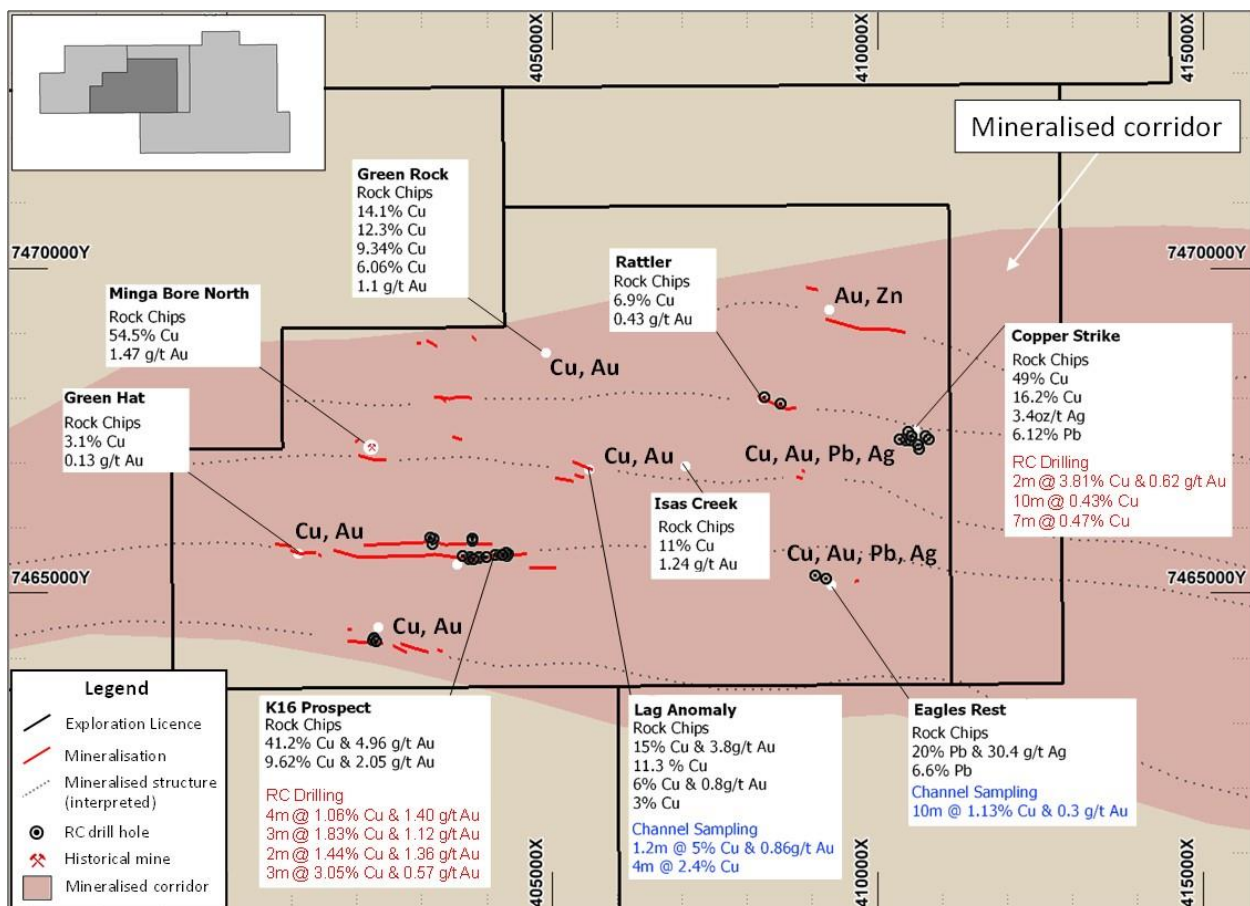 405000X
410000X
415000X
Mineralised corridor
Green Rock
Rock Chips
14.1% Cu
12.3% Cu
9.34% Cu
6.06% Cu
1.1 g/t Au
7470000Y
7470000Y
Rattler
Rock Chips
6.9% Cu
0.43 g/t Au
Au, Zn
Minga Bore North
Rock Chips
54.5% Cu
1.47 g/t Au
Copper Strike
Rock Chips
49% Cu
16.2% Cu
3.4oz/t Ag
6.12% Pb
RC Drilling
2m @ 3.81% Cu & 0.62 g/t Au
10m @ 0.43% Cu
7m @ 0.47% Cu
Cu, Au
Green Hat
Rock Chips
3.1% Cu
0.13 g/t Au
Cu, Au
Cu, Au, Pb, Ag
Isas Creek
Rock Chips
11% Cu
1.24 g/t Au
Cu, Au
Cu, Au, Pb, Ag
7465000Y
7465000Y
Cu, Au
Legend
Exploration Licence
Mineralisation
Mineralised structure
(interpreted)
RC drill hole
Historical mine
Mineralised corridor
K16 Prospect
Rock Chips
41.2% Cu & 4.96 g/t Au
9.62% Cu & 2.05 g/t Au
RC Drilling
4m @ 1.06% Cu & 1.40 g/t Au
3m @ 1.83% Cu & 1.12 g/t Au
2m @ 1.44% Cu & 1.36 g/t Au
3m @ 3.05% Cu & 0.57 g/t Au
Lag Anomaly
Rock Chips
15% Cu & 3.8g/t Au
11.3 % Cu
6% Cu & 0.8g/t Au
3% Cu
Channel Sampling
1.2m @ 5% Cu & 0.86g/t Au
4m @ 2.4% Cu
Eagles Rest
Rock Chips
20% Pb & 30.4 g/t Ag
6.6% Pb
Channel Sampling
10m @ 1.13% Cu & 0.3 g/t Au
405000X
410000X
415000X